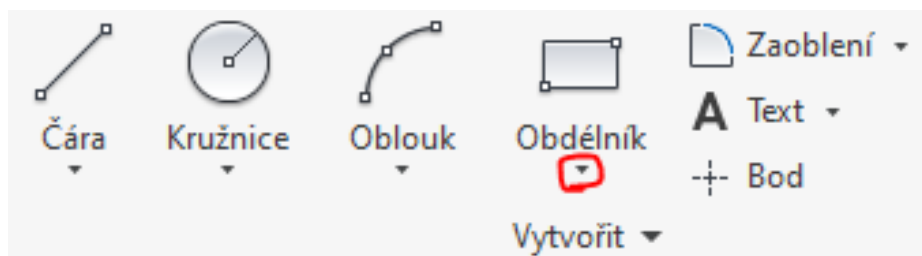 Čára
Kružnice
Oblouk
Obdélník
Zaoblení
A Text
Bod
Vytvořit